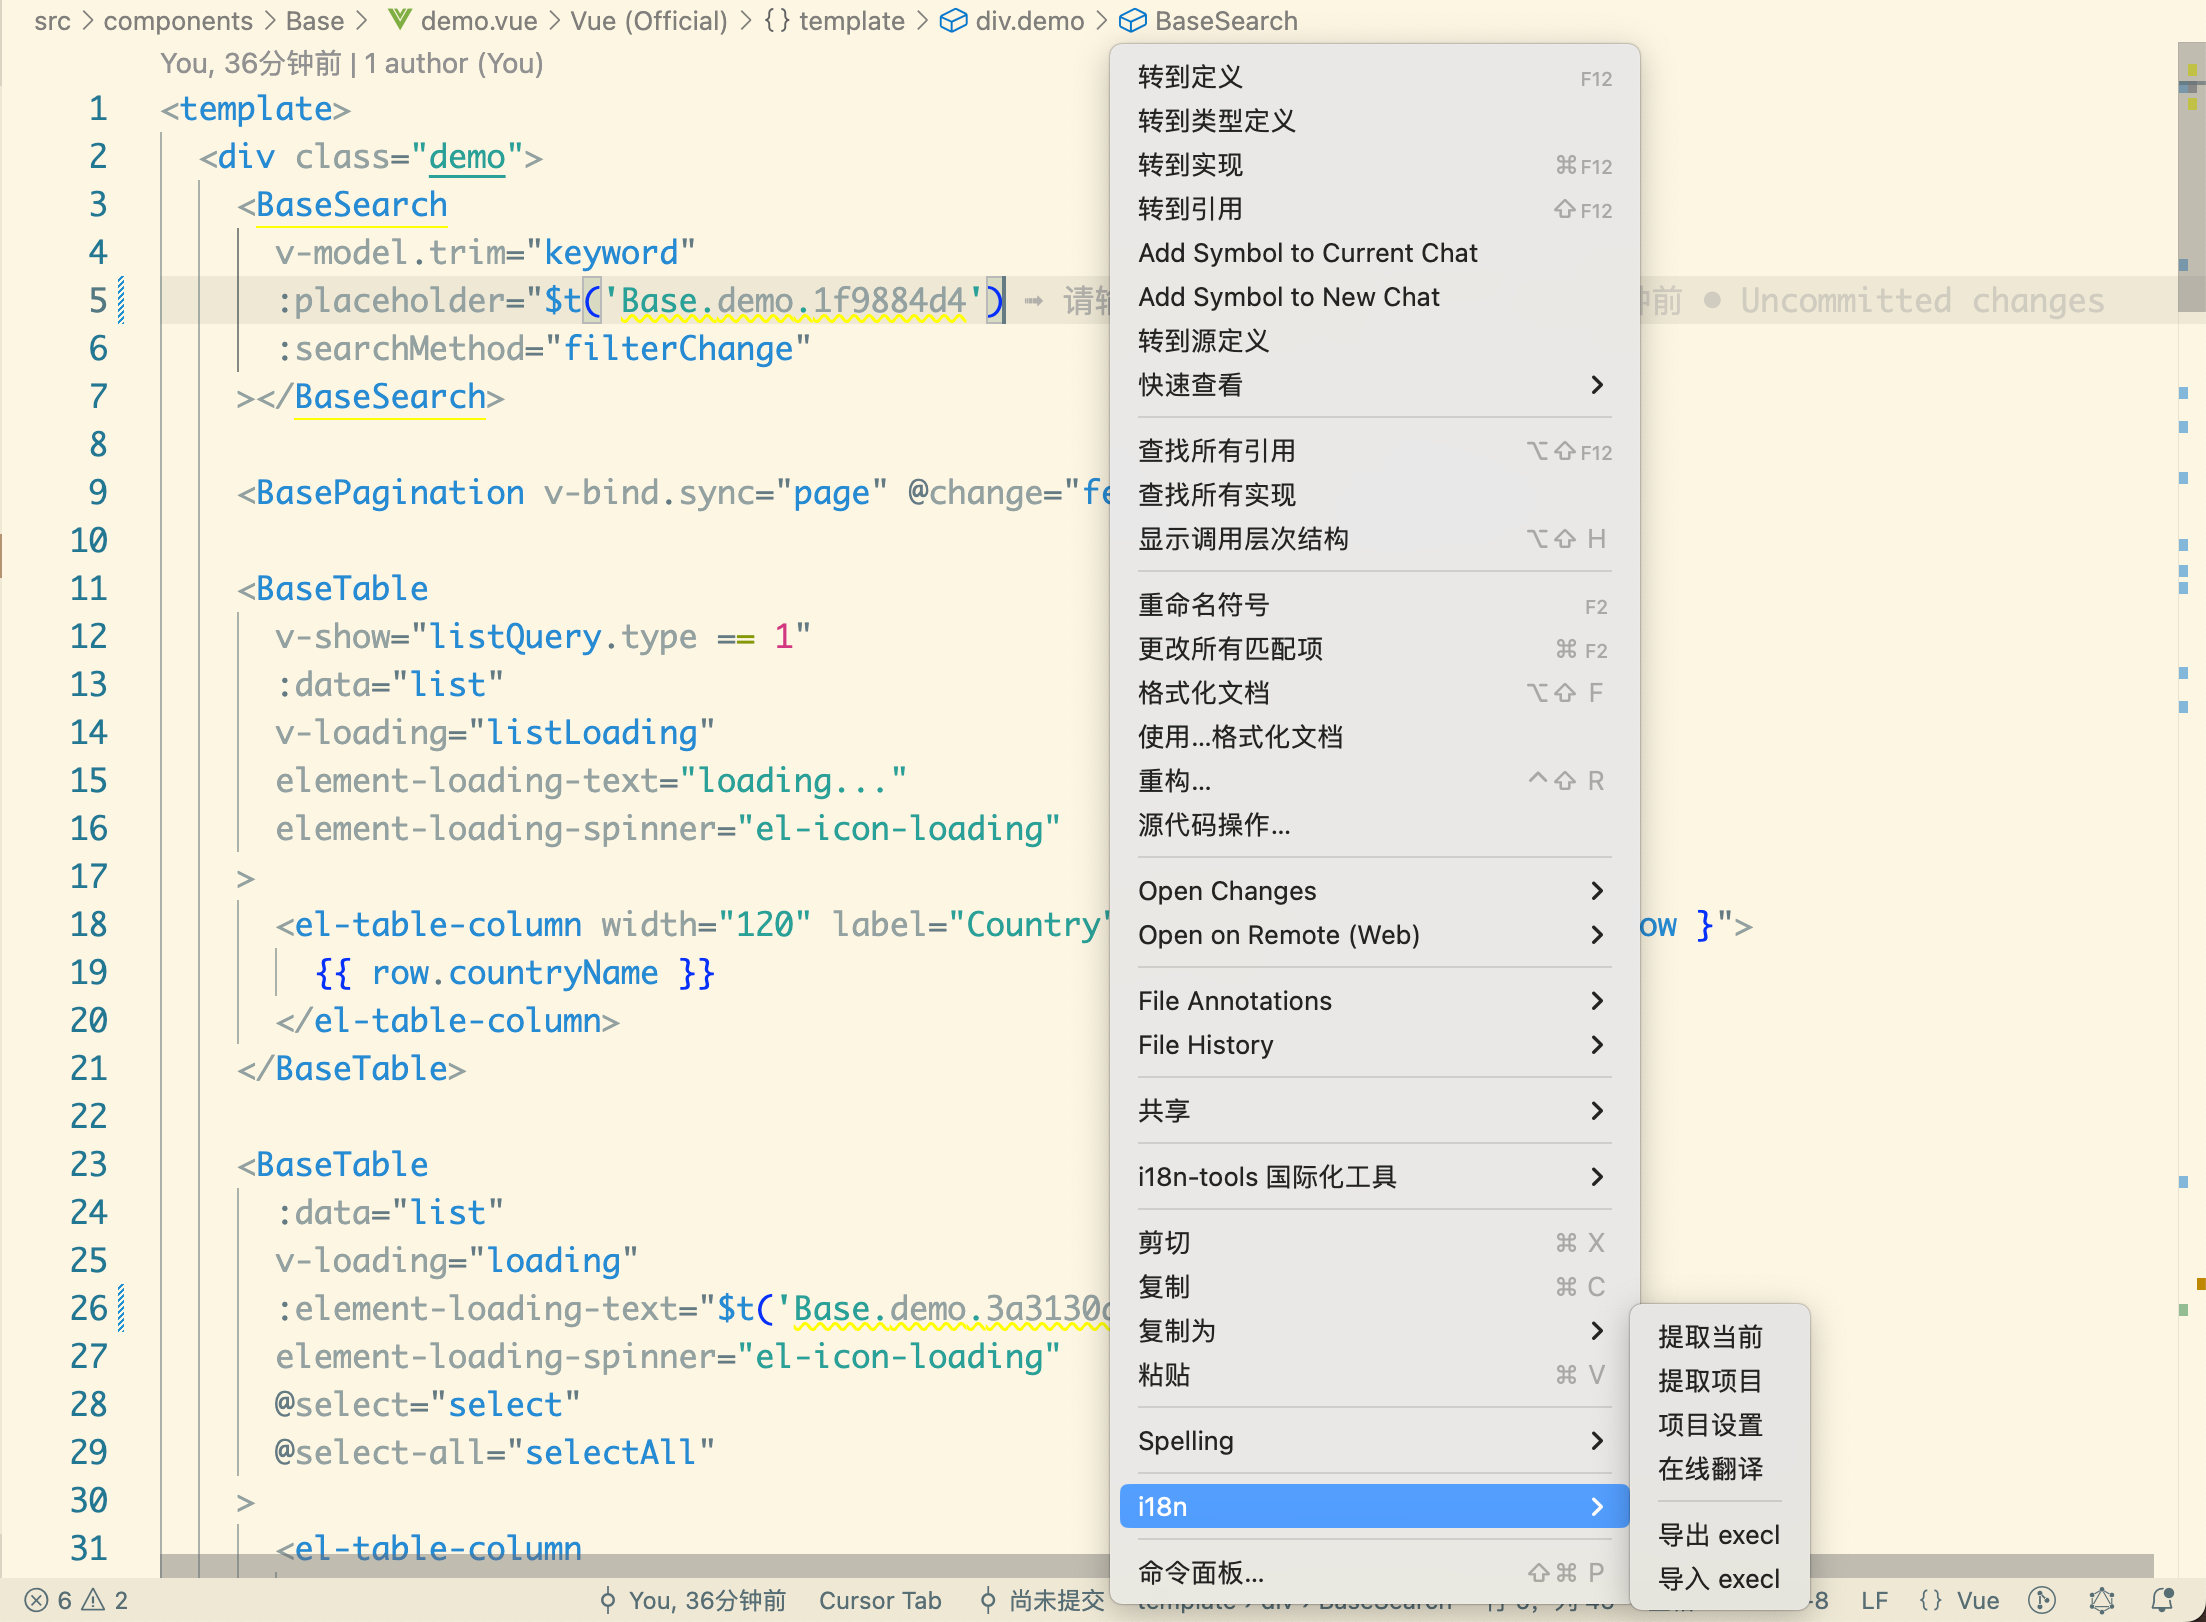 src > components > Base > demo.vue > Vue (Official) > {} template > div.demo > BaseSearch
You, 36分钟前 | 1 author (You)
1 <template>
2 <div class="demo">
3 <BaseSearch
4 v-model.trim="keyword"
5 :placeholder="$t('Base.demo.1f9884d4') → 请 前 • Uncommitted changes
6 :searchMethod="filterChange"
7 ></BaseSearch>
8
9 <BasePagination v-bind.sync="page" @change="fe
10
11 <BaseTable
12 v-show="listQuery.type == 1"
13 :data="list"
14 v-loading="listLoading"
15 element-loading-text="loading..."
16 element-loading-spinner="el-icon-loading"
17 >
18 <el-table-column width="120" label="Country" ow }">
19 {{ row.countryName }}
20 </el-table-column>
21 </BaseTable>
22
23 <BaseTable
24 :data="list"
25 v-loading="loading"
26 :element-loading-text="$t('Base.demo.3a3130
27 element-loading-spinner="el-icon-loading"
28 @select="select"
29 @select-all="selectAll"
30 >
31 <el-table-column
转到定义 F12
转到类型定义
转到实现 ⌘F12
转到引用 ⇧F12
Add Symbol to Current Chat
Add Symbol to New Chat
转到源定义
快速查看
查找所有引用 ⌥⇧F12
查找所有实现
显示调用层次结构 ⌥⇧ H
重命名符号 F2
更改所有匹配项 ⌘ F2
格式化文档 ⌥⇧ F
使用...格式化文档
重构... ^⇧ R
源代码操作...
Open Changes
Open on Remote (Web)
File Annotations
File History
共享
i18n-tools 国际化工具
剪切 ⌘ X
复制 ⌘ C
复制为
粘贴 ⌘ V
Spelling
i18n
命令面板... ⇧⌘ P
提取当前
提取项目
项目设置
在线翻译
导出 execl
导入 execl
6 2 You, 36分钟前 Cursor Tab 尚未提交 -8 LF {} Vue